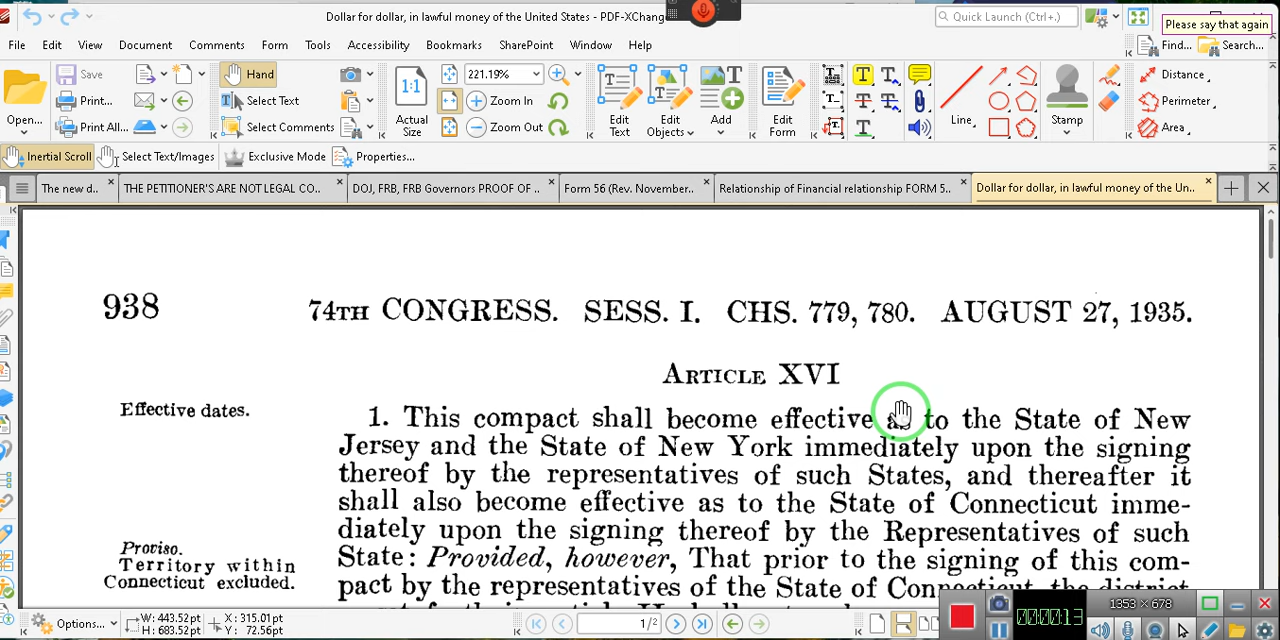 Dollar for dollar, in lawful money of the United States - PDF-XChang
Quick Launch (Ctrl+.)
Please say that again
File Edit View Document Comments Form Tools Accessibility Bookmarks SharePoint Window Help
Find...
Search...
Open...
Save
Print...
Print All...
Hand
Select Text
Select Comments
1:1
Actual
Size
221.19%
Zoom In
Zoom Out
Edit
Text
Edit
Objects
Add
Edit
Form
Line
Stamp
Distance
Perimeter
Area
Inertial Scroll
Select Text/Images
Exclusive Mode
Properties...
The new d..
THE PETITIONER'S ARE NOT LEGAL CO..
DOJ, FRB, FRB Governors PROOF OF ..
Form 56 (Rev. November..
Relationship of Financial relationship FORM 5..
Dollar for dollar, in lawful money of the Un..
938
74TH CONGRESS. SESS. I. CHS. 779, 780. AUGUST 27, 1935.
ARTICLE XVI
Effective dates.
1. This compact shall become effective as to the State of New
Jersey and the State of New York immediately upon the signing
thereof by the representatives of such States, and thereafter it
shall also become effective as to the State of Connecticut imme-
diately upon the signing thereof by the Representatives of such
Proviso.
Territory within
Connecticut excluded.
State: Provided, however, That prior to the signing of this com-
pact by the representatives of the State of Connecticut, the district
Options...
W: 443.52pt
H: 683.52pt
X: 315.01pt
Y: 72.56pt
1/2
1353 × 678